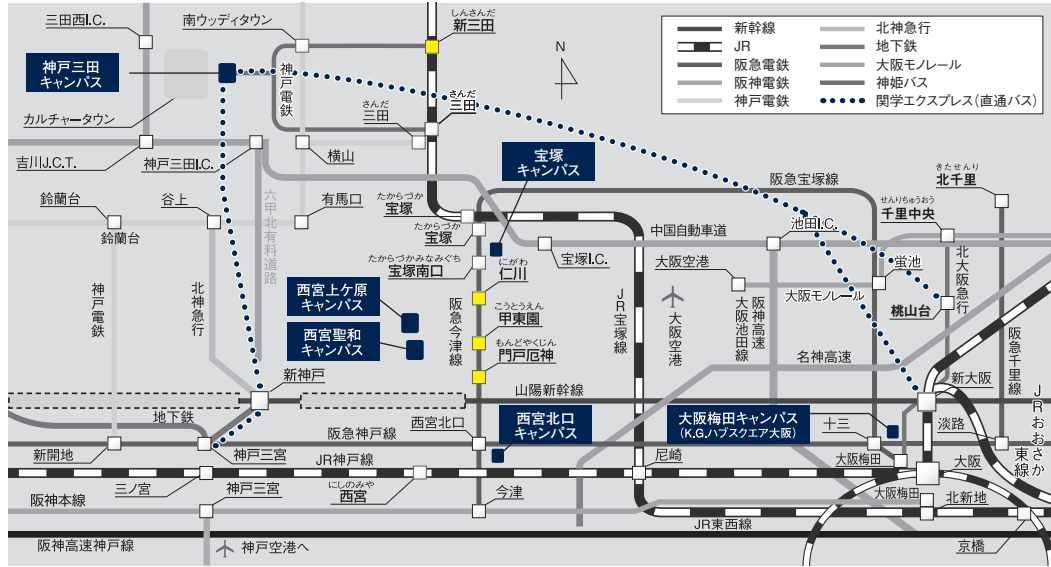 三田西I.C.
南ウッディタウン
しんさんだ
新三田
神戸三田
キャンパス
神戸電鉄
カルチャータウン
さんだ
三田
さんだ
三田
吉川J.C.T.
神戸三田I.C.
横山
N
新幹線
JR
阪急電鉄
阪神電鉄
神戸電鉄
北神急行
地下鉄
大阪モノレール
神姫バス
関学エクスプレス(直通バス)
宝塚
キャンパス
阪急宝塚線
きたせんり
北千里
せんりちゅうおう
千里中央
鈴蘭台
鈴蘭台
谷上
六甲北有料道路
有馬口
たからづか
宝塚
たからづか
宝塚
たからづかみなみぐち
宝塚南口
中国自動車道
池田I.C.
宝塚I.C.
大阪空港
蛍池
大阪モノレール
北大阪急行
桃山台
にがわ
仁川
こうとうえん
甲東園
もんどやくじん
門戸厄神
阪急今津線
JR宝塚線
大阪空港
阪神高速
大阪池田線
名神高速
阪急千里線
神戸電鉄
北神急行
西宮上ケ原
キャンパス
西宮聖和
キャンパス
新神戸
山陽新幹線
新大阪
JRおおさか東線
地下鉄
新開地
神戸三宮
阪急神戸線
西宮北口
西宮北口
キャンパス
大阪梅田キャンパス
(K.G.ハブスクエア大阪)
十三
淡路
JR神戸線
三ノ宮
にしのみや
西宮
尼崎
大阪梅田
大阪
阪神本線
神戸三宮
今津
大阪梅田
北新地
JR東西線
京橋
阪神高速神戸線
神戸空港へ